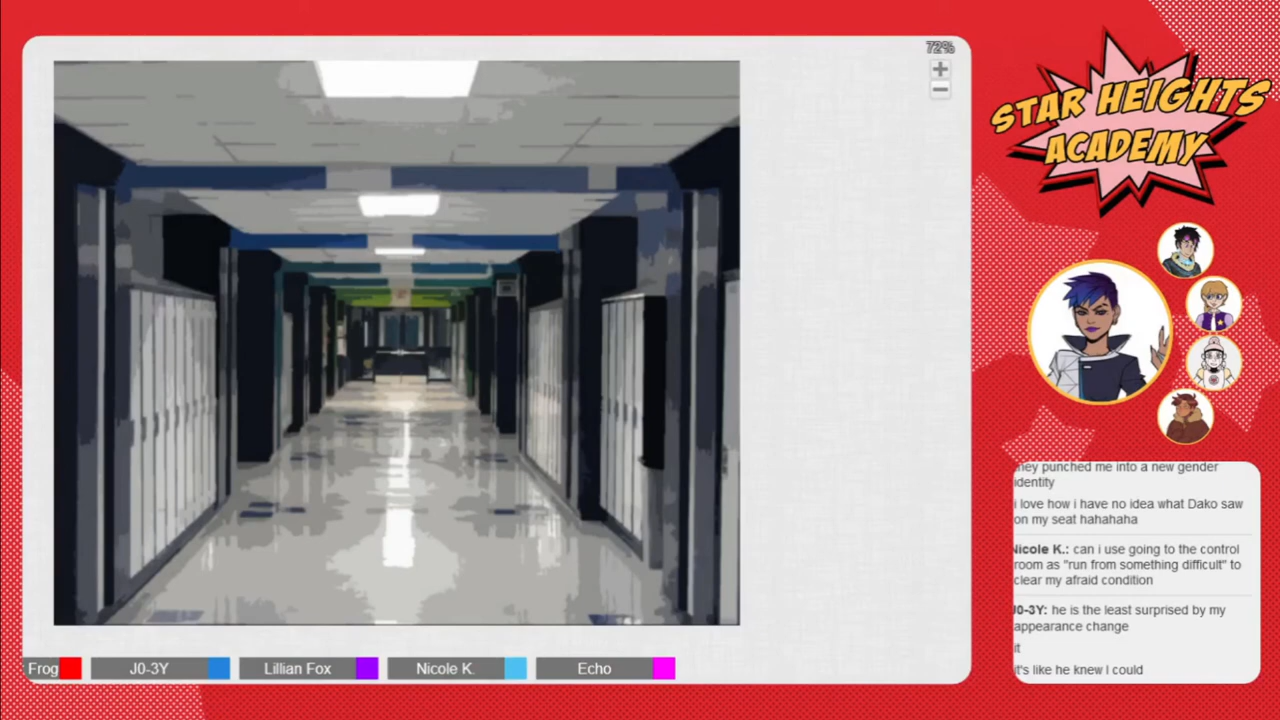 72%
STAR HEIGHTS
ACADEMY
they punched me into a new gender
identity
i love how i have no idea what Dako saw
on my seat hahahaha
Nicole K.: can i use going to the control
room as "run from something difficult" to
clear my afraid condition
J0-3Y: he is the least surprised by my
appearance change
it
it's like he knew I could
Frog J0-3Y Lillian Fox Nicole K. Echo